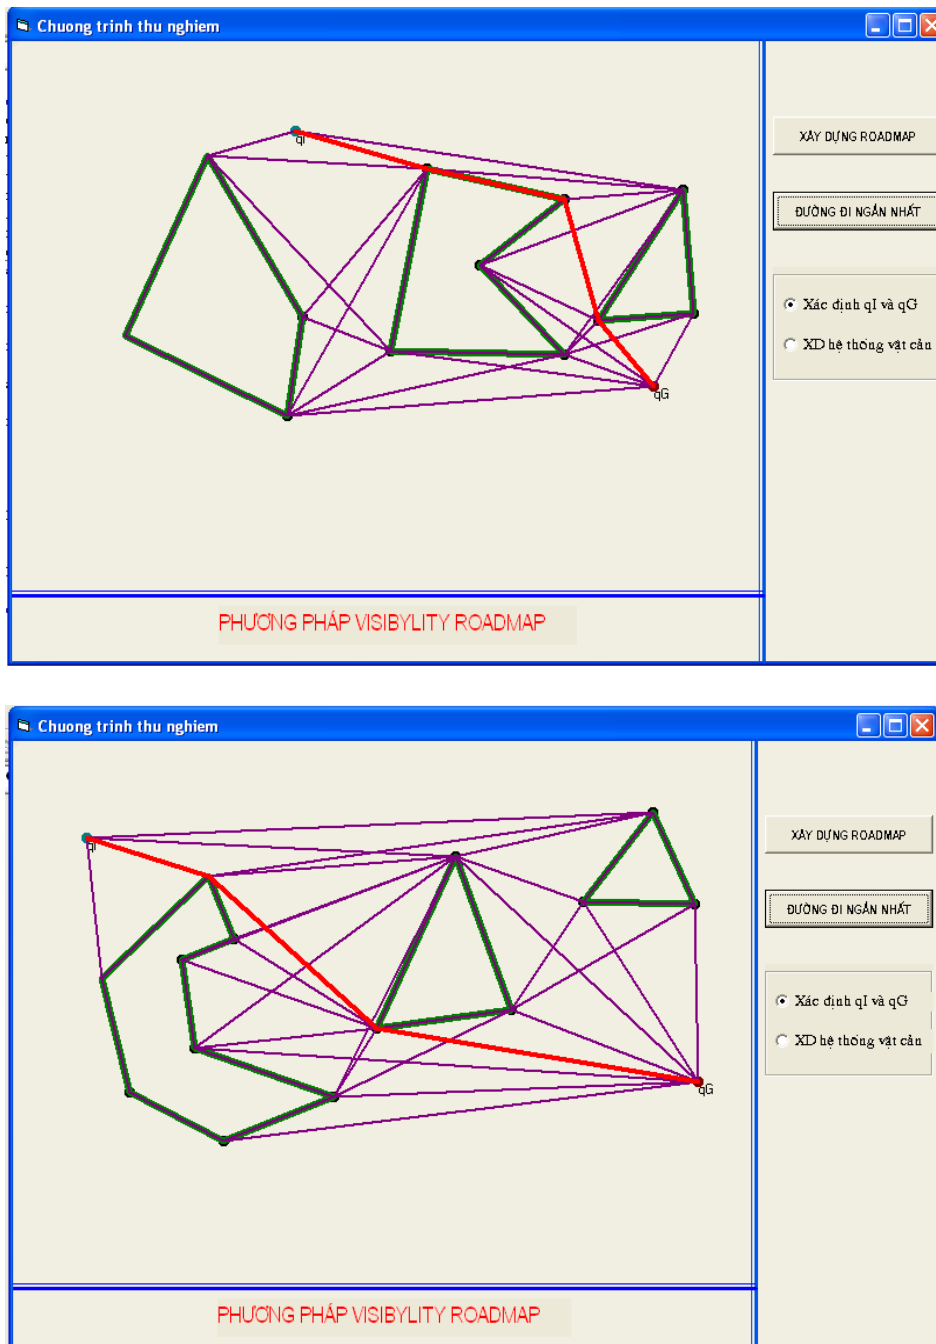 Chuong trinh thu nghiem
qI
XÂY DỰNG ROADMAP
ĐƯỜNG ĐI NGẮN NHẤT
Xác định qI và qG
XD hệ thống vật cản
qG
PHƯƠNG PHÁP VISIBYLITY ROADMAP
Chuong trinh thu nghiem
qI
XÂY DỰNG ROADMAP
ĐƯỜNG ĐI NGẮN NHẤT
Xác định qI và qG
XD hệ thống vật cản
qG
PHƯƠNG PHÁP VISIBYLITY ROADMAP